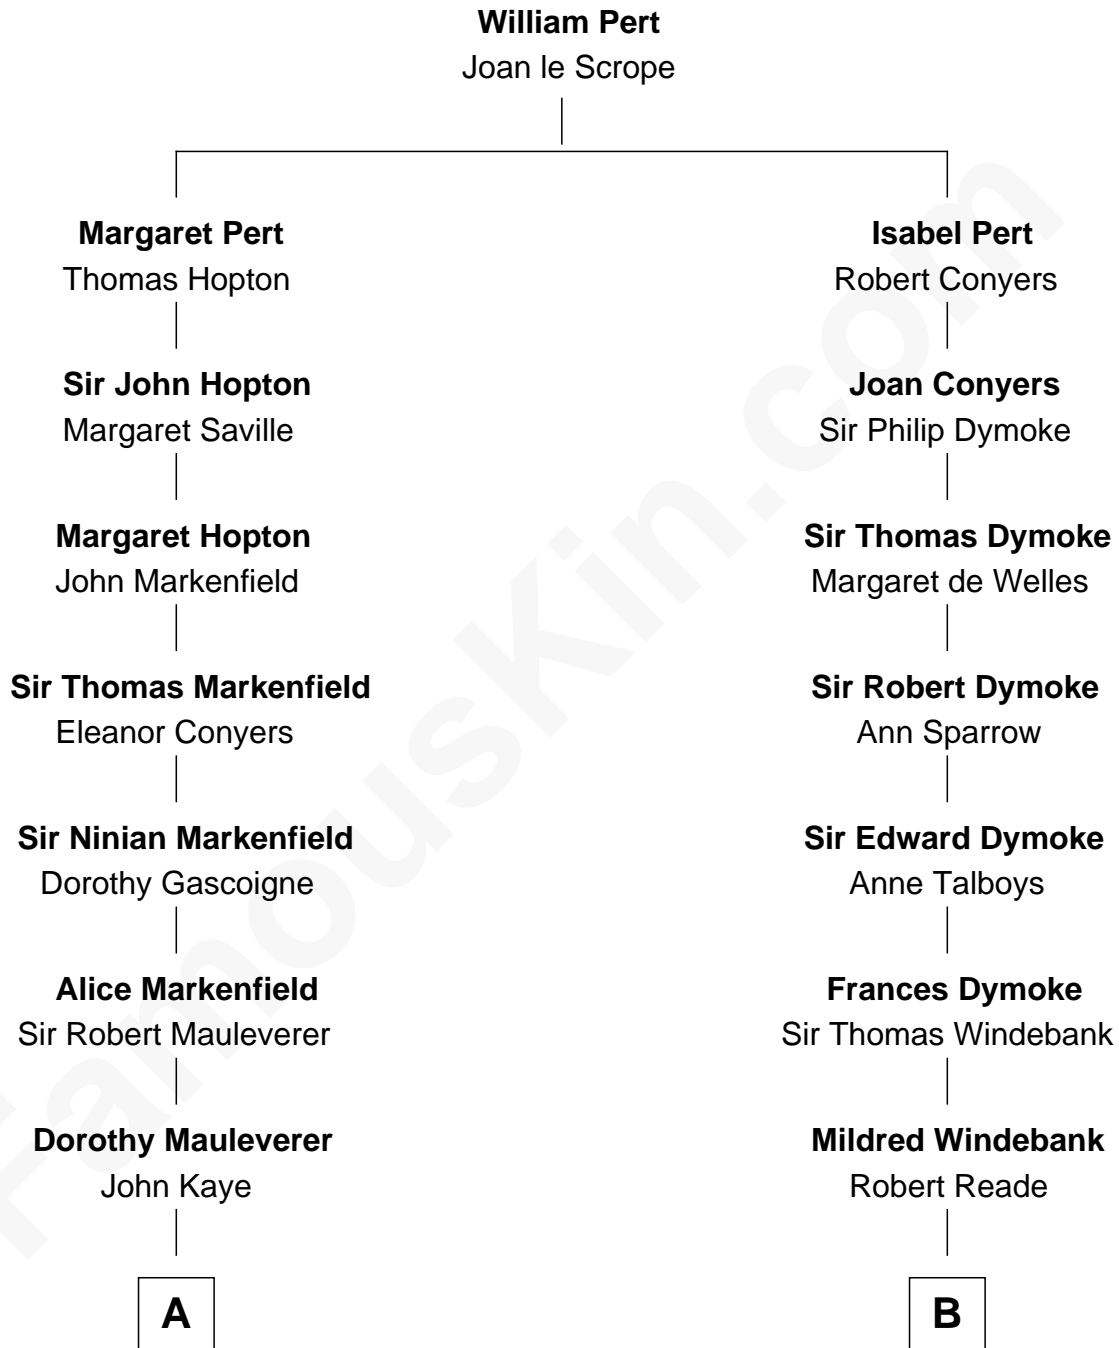 William Pert
Joan le Scrope
Margaret Pert
Thomas Hopton
Isabel Pert
Robert Conyers
Sir John Hopton
Margaret Saville
Joan Conyers
Sir Philip Dymoke
Margaret Hopton
John Markenfield
Sir Thomas Dymoke
Margaret de Welles
Sir Thomas Markenfield
Eleanor Conyers
Sir Robert Dymoke
Ann Sparrow
Sir Ninian Markenfield
Dorothy Gascoigne
Sir Edward Dymoke
Anne Talboys
Alice Markenfield
Sir Robert Mauleverer
Frances Dymoke
Sir Thomas Windebank
Dorothy Mauleverer
John Kaye
Mildred Windebank
Robert Reade
A
B
FamousKin.com